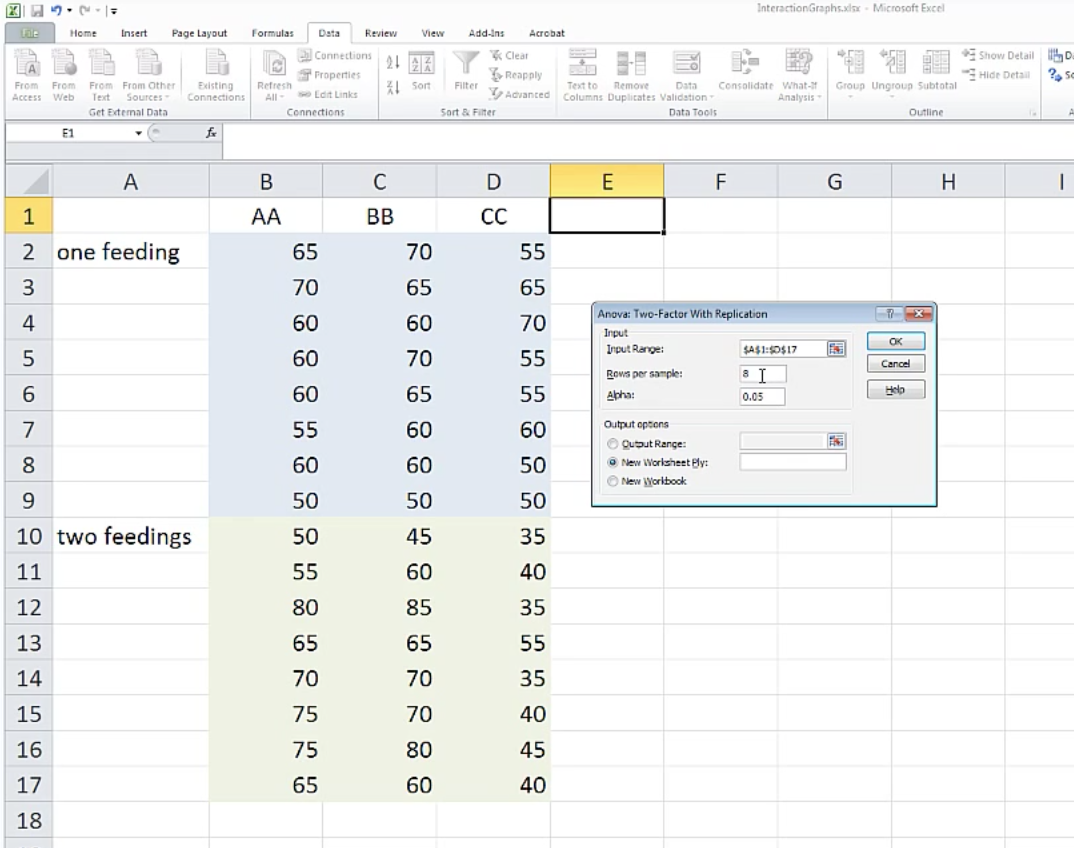 InteractionGraphs.xlsx - Microsoft Excel
File Home Insert Page Layout Formulas Data Review View Add-Ins Acrobat
From Access From Web From Text From Other Sources Existing Connections
Get External Data
Refresh All Connections Properties Edit Links
Connections
Sort Filter Clear Reapply Advanced
Sort & Filter
Text to Columns Remove Duplicates Data Validation Consolidate What-If Analysis
Data Tools
Group Ungroup Subtotal Show Detail Hide Detail
Outline
E1 fx
A B C D E F G H I
1 AA BB CC
2 one feeding 65 70 55
3 70 65 65
4 60 60 70
5 60 70 55
6 60 65 55
7 55 60 60
8 60 60 50
9 50 50 50
10 two feedings 50 45 35
11 55 60 40
12 80 85 35
13 65 65 55
14 70 70 35
15 75 70 40
16 75 80 45
17 65 60 40
18
Anova: Two-Factor With Replication
Input
Input Range: $A$1:$D$17
Rows per sample: 8
Alpha: 0.05
OK
Cancel
Help
Output options
Output Range:
New Worksheet Ply:
New Workbook